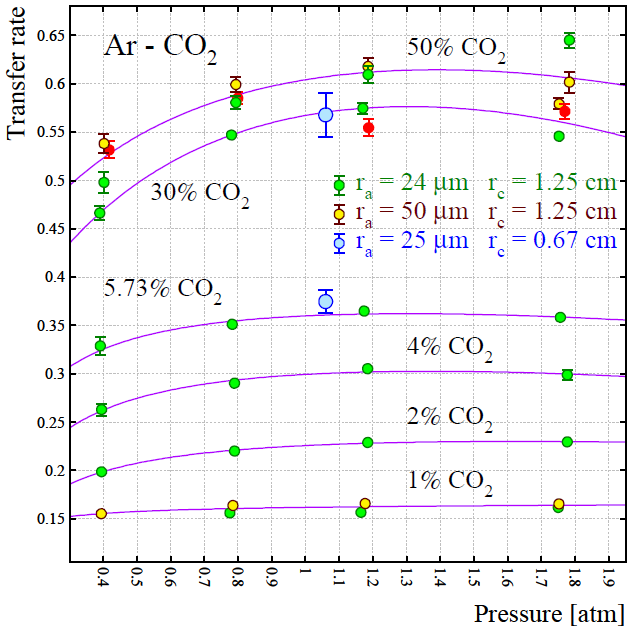 Transfer rate
0.65
0.6
0.55
0.5
0.45
0.4
0.35
0.3
0.25
0.2
0.15
Ar - CO₂
50% CO₂
30% CO₂
rₐ = 24 μm r_c = 1.25 cm
rₐ = 50 μm r_c = 1.25 cm
rₐ = 25 μm r_c = 0.67 cm
5.73% CO₂
4% CO₂
2% CO₂
1% CO₂
0.4 0.5 0.6 0.7 0.8 0.9 1 1.1 1.2 1.3 1.4 1.5 1.6 1.7 1.8 1.9
Pressure [atm]